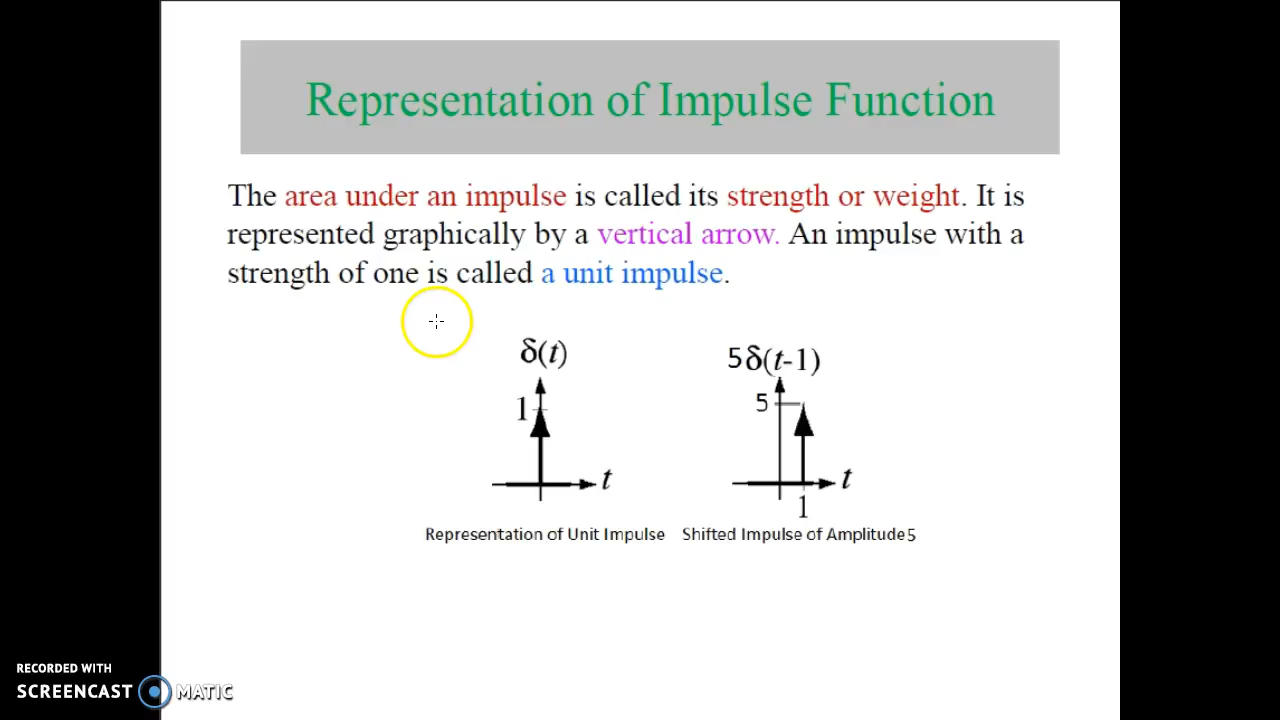 Representation of Impulse Function
The area under an impulse is called its strength or weight. It is
represented graphically by a vertical arrow. An impulse with a
strength of one is called a unit impulse.
δ(t)
1
t
Representation of Unit Impulse
5δ(t-1)
5
t
1
Shifted Impulse of Amplitude 5
RECORDED WITH
SCREENCAST MATIC